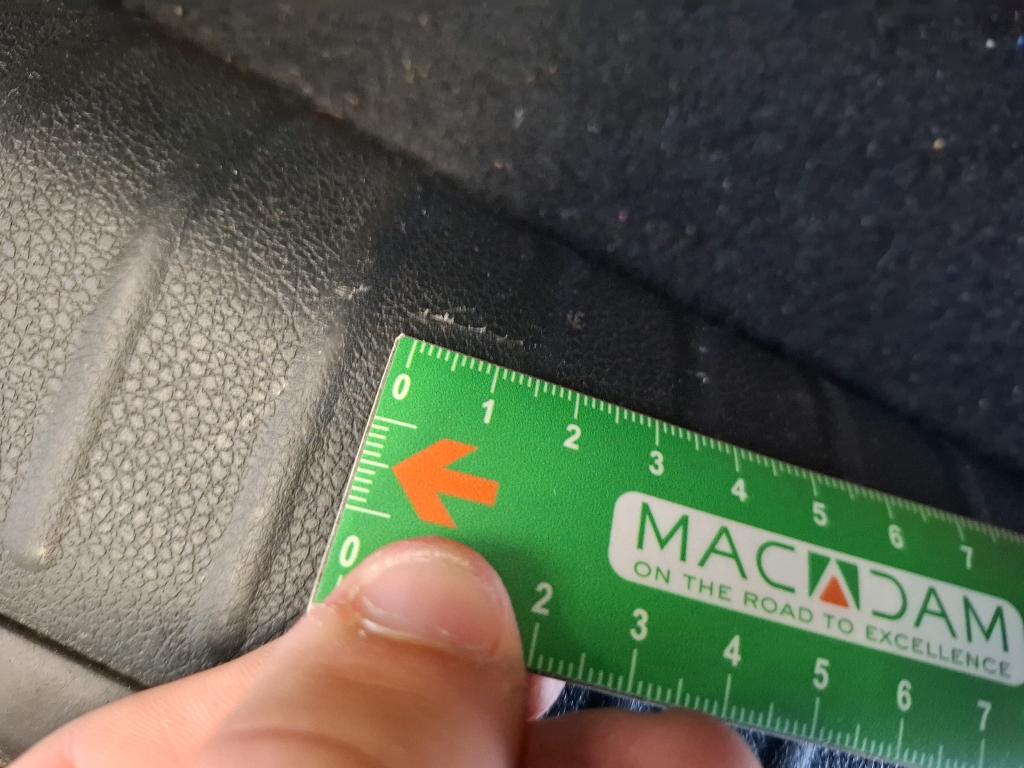 0 1 2 3 4 5 6 7
MACADAM
ON THE ROAD TO EXCELLENCE
0 2 3 4 5 6 7